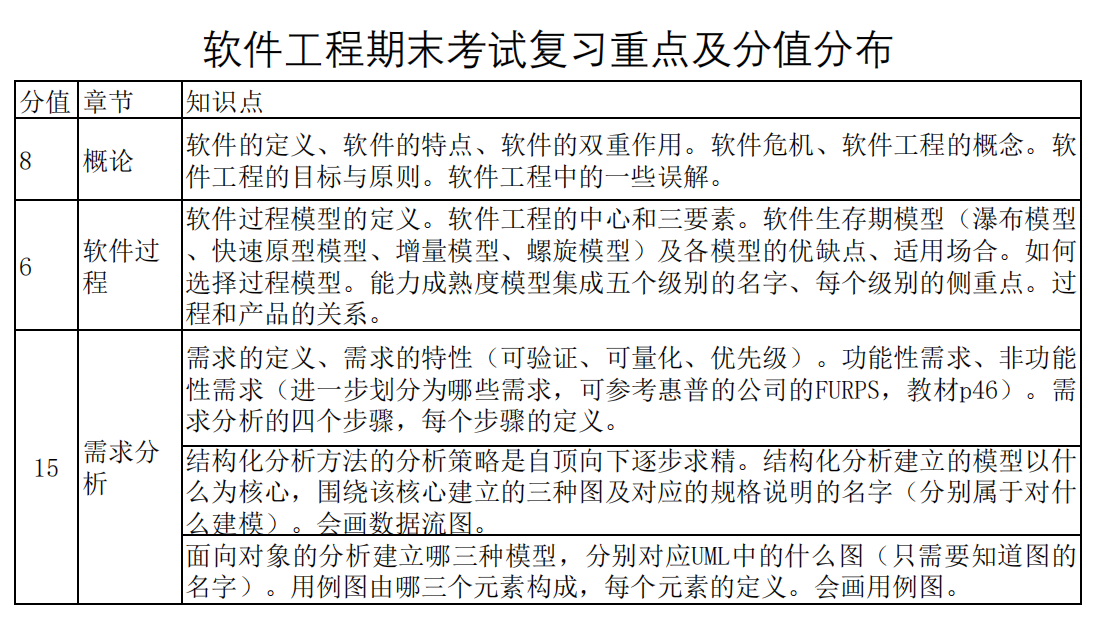 软件工程期末考试复习重点及分值分布
分值 章节 知识点
8 概论 软件的定义、软件的特点、软件的双重作用。软件危机、软件工程的概念。软
件工程的目标与原则。软件工程中的一些误解。
6 软件过程 软件过程模型的定义。软件工程的中心和三要素。软件生存期模型（瀑布模型
、快速原型模型、增量模型、螺旋模型）及各模型的优缺点、适用场合。如何
选择过程模型。能力成熟度模型集成五个级别的名字、每个级别的侧重点。过
程和产品的关系。
15 需求分析 需求的定义、需求的特性（可验证、可量化、优先级）。功能性需求、非功能
性需求（进一步划分为哪些需求，可参考惠普的公司的FURPS，教材p46）。需
求分析的四个步骤，每个步骤的定义。
结构化分析方法的分析策略是自顶向下逐步求精。结构化分析建立的模型以什
么为核心，围绕该核心建立的三种图及对应的规格说明的名字（分别属于对什
么建模）。会画数据流图。
面向对象的分析建立哪三种模型，分别对应UML中的什么图（只需要知道图的
名字）。用例图由哪三个元素构成，每个元素的定义。会画用例图。